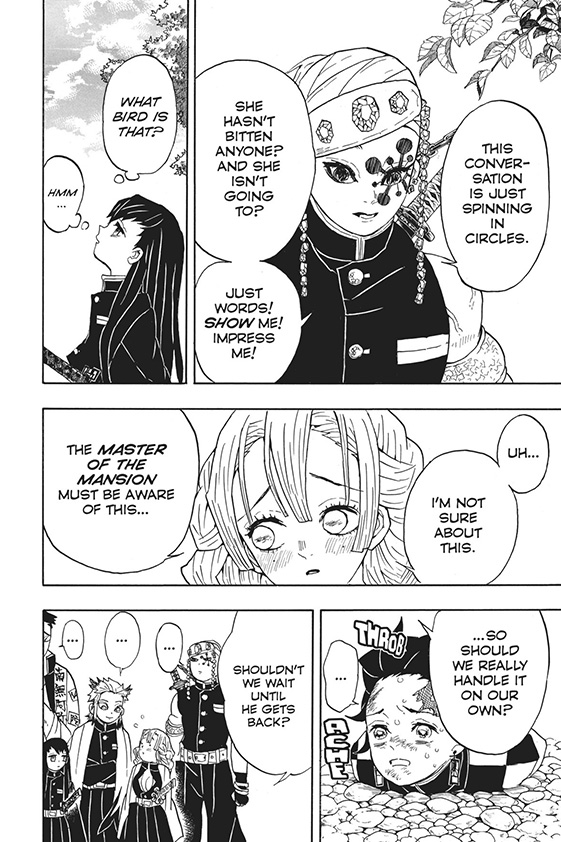 THIS
CONVER-
SATION
IS JUST
SPINNING
IN
CIRCLES.
SHE
HASN'T
BITTEN
ANYONE?
AND SHE
ISN'T
GOING
TO?
JUST
WORDS!
SHOW ME!
IMPRESS
ME!
WHAT
BIRD IS
THAT?
HMM
...
UH...
I'M NOT
SURE
ABOUT
THIS.
THE MASTER
OF THE
MANSION
MUST BE AWARE
OF THIS...
...SO
SHOULD
WE REALLY
HANDLE IT
ON OUR
OWN?
THROB
...
ACHE
SHOULDN'T
WE WAIT
UNTIL
HE GETS
BACK?
...
...
...